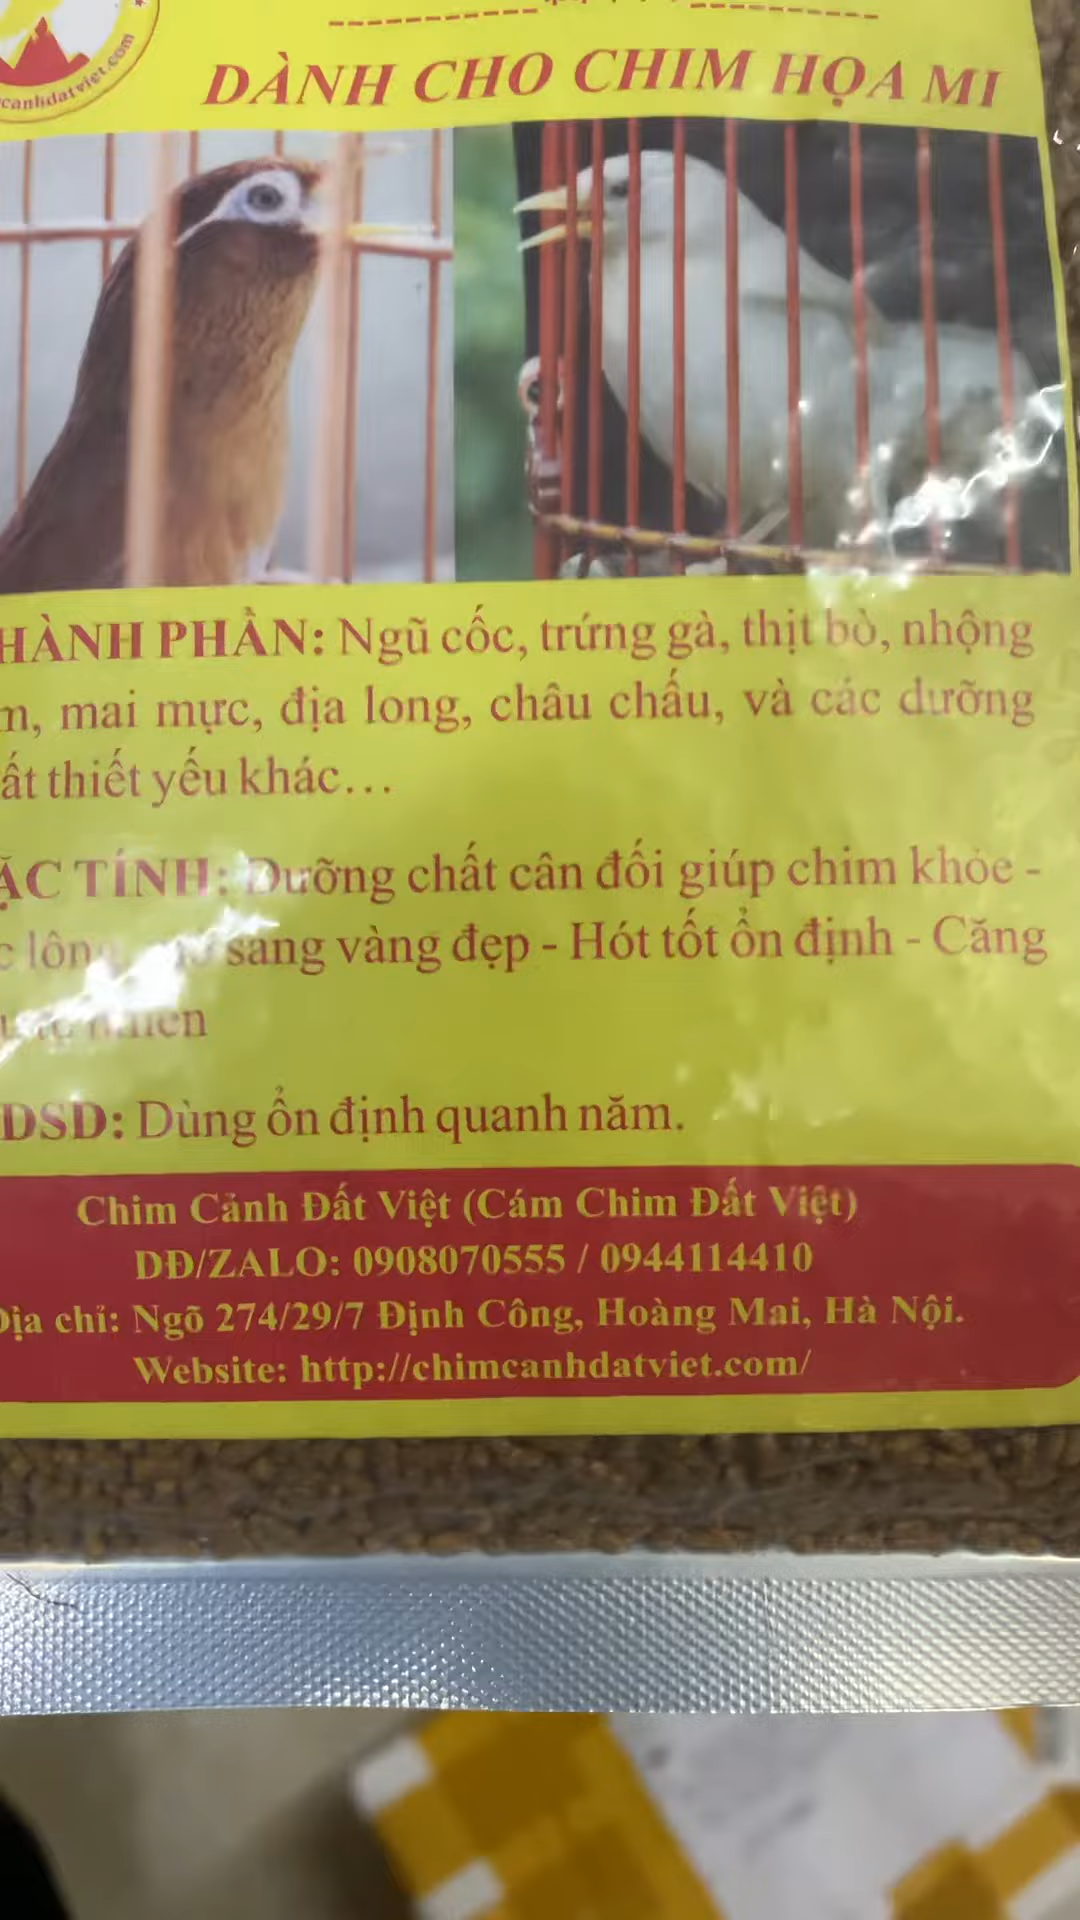 canhdatviet.com
DÀNH CHO CHIM HỌA MI
HÀNH PHẦN: Ngũ cốc, trứng gà, thịt bò, nhộng
m, mai mực, địa long, châu chấu, và các dưỡng
ất thiết yếu khác...
ẶC TÍNH: Dưỡng chất cân đối giúp chim khỏe -
sang vàng đẹp - Hót tốt ổn định - Căng
DSD: Dùng ổn định quanh năm.
Chim Cảnh Đất Việt (Cám Chim Đất Việt)
DĐ/ZALO: 0908070555 / 0944114410
Địa chỉ: Ngõ 274/29/7 Định Công, Hoàng Mai, Hà Nội.
Website: http://chimcanhdatviet.com/